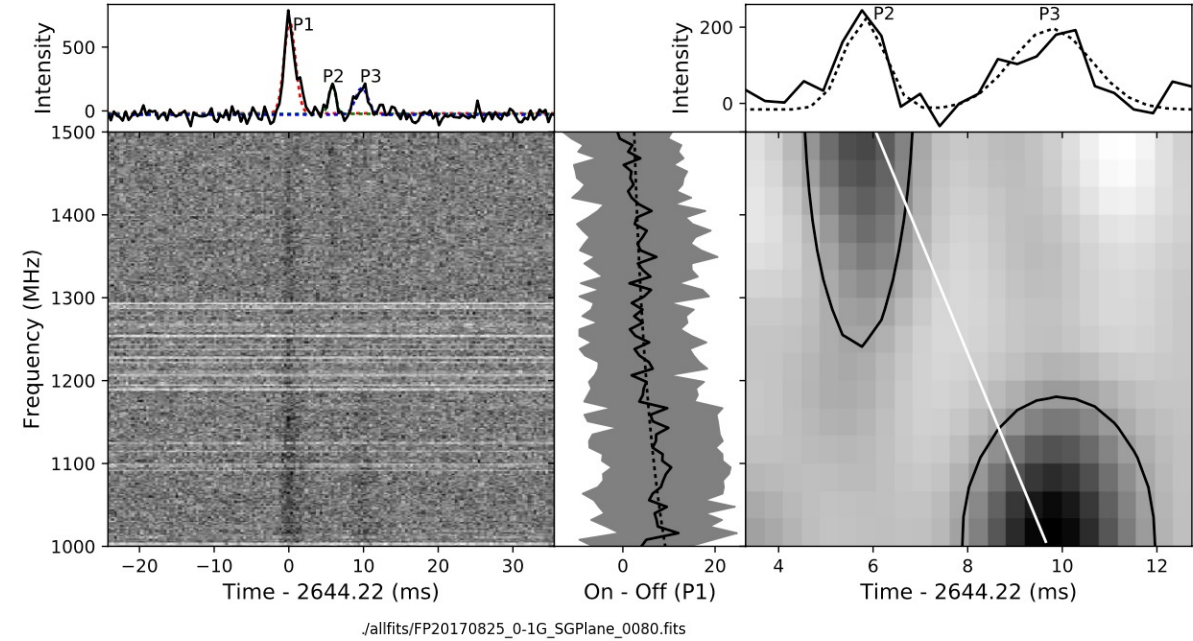 Intensity
500
0
P1
P2
P3
Intensity
200
0
P2
P3
Frequency (MHz)
1500
1400
1300
1200
1100
1000
−20
−10
0
10
20
30
Time - 2644.22 (ms)
0
20
On - Off (P1)
4
6
8
10
12
Time - 2644.22 (ms)
./allfits/FP20170825_0-1G_SGPlane_0080.fits